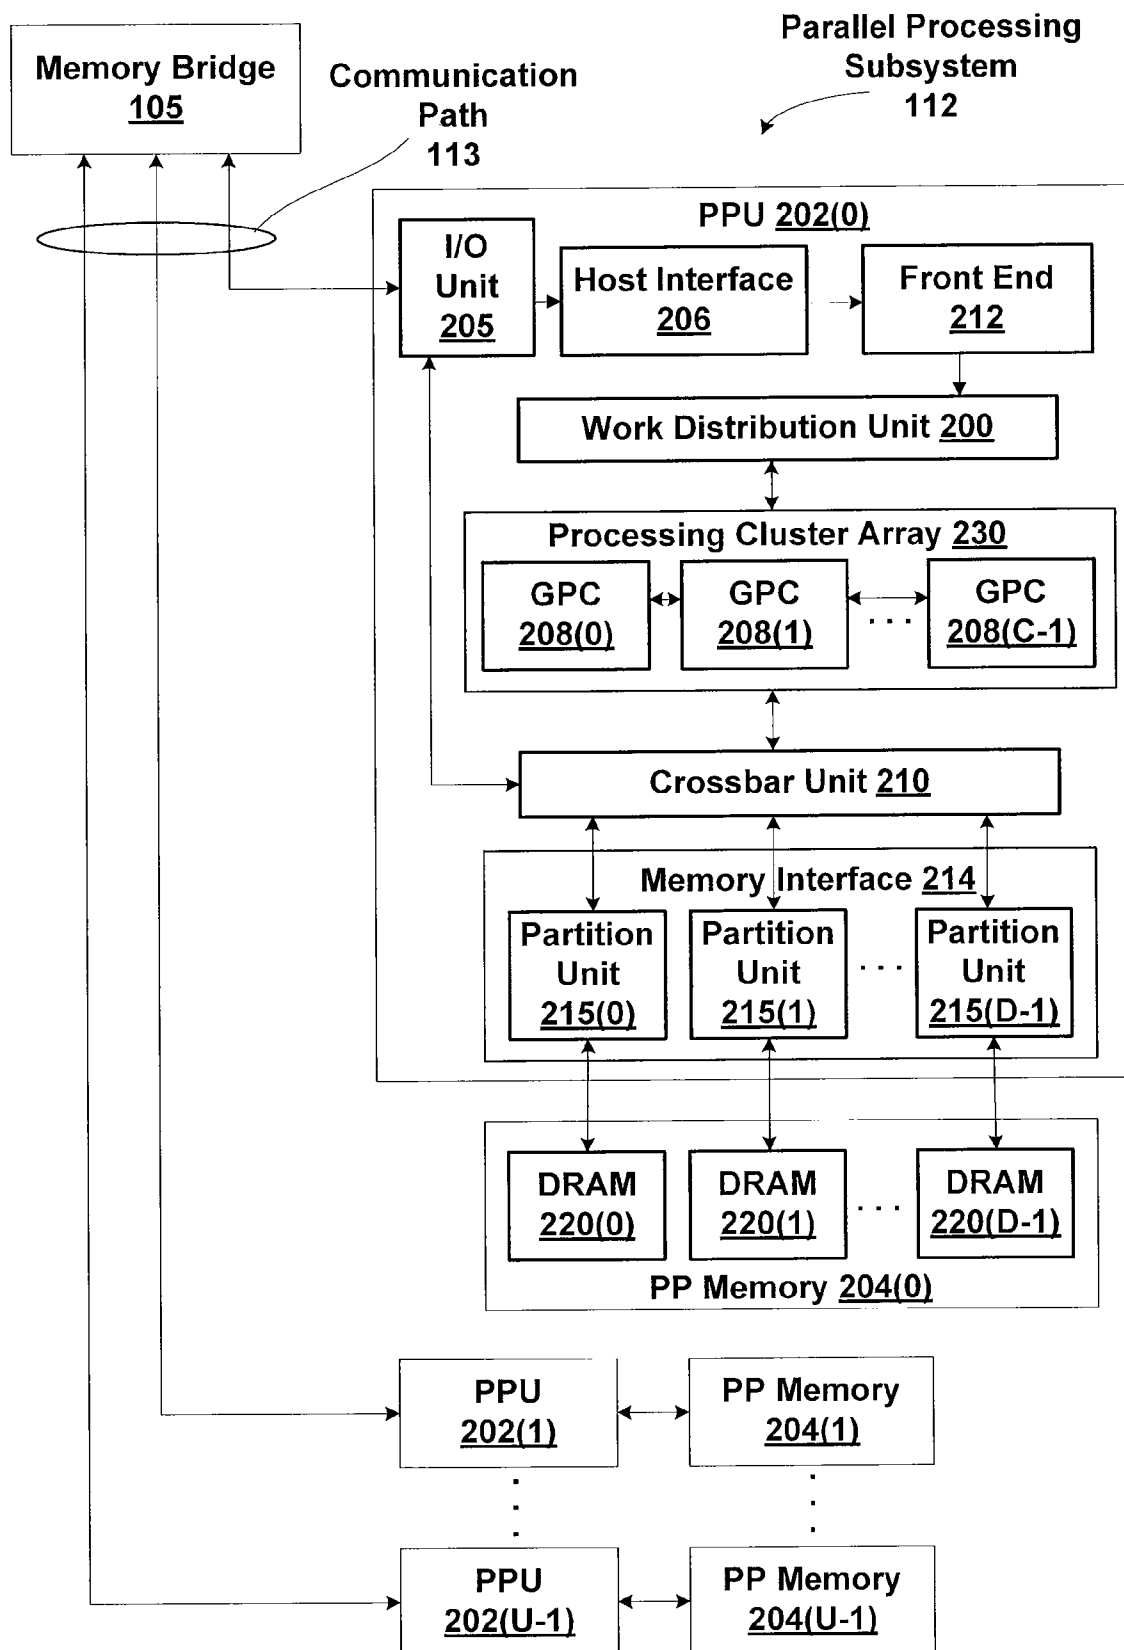 Parallel Processing
Subsystem
112
Memory Bridge
105
Communication
Path
113
PPU 202(0)
I/O
Unit
205
Host Interface
206
Front End
212
Work Distribution Unit 200
Processing Cluster Array 230
GPC
208(0)
GPC
208(1)
. . .
GPC
208(C-1)
Crossbar Unit 210
Memory Interface 214
Partition
Unit
215(0)
Partition
Unit
215(1)
. . .
Partition
Unit
215(D-1)
DRAM
220(0)
DRAM
220(1)
. . .
DRAM
220(D-1)
PP Memory 204(0)
PPU
202(1)
PP Memory
204(1)
PPU
202(U-1)
PP Memory
204(U-1)